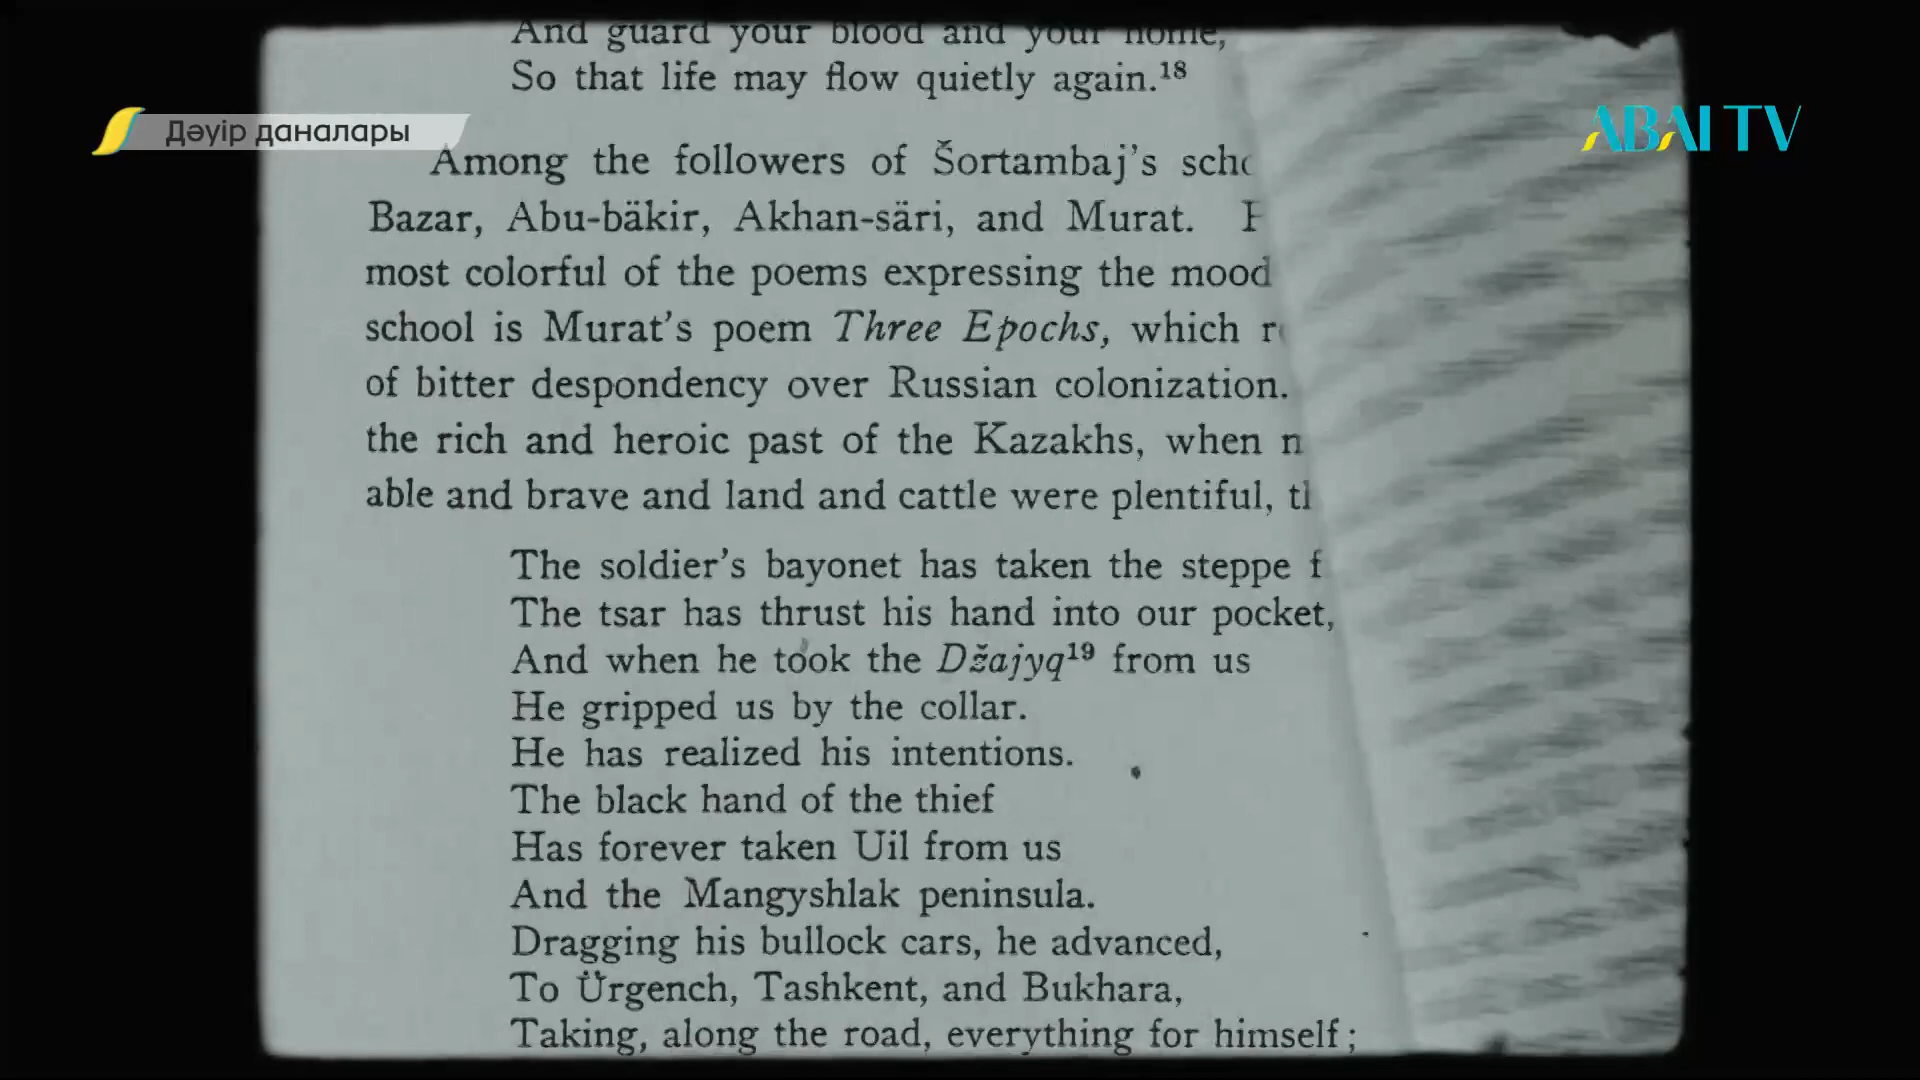 And guard your blood and your home,
So that life may flow quietly again.¹⁸
Дәуір даналары
ABAI TV
Among the followers of Šortambaj's scho
Bazar, Abu-bäkir, Akhan-säri, and Murat.
most colorful of the poems expressing the mood
school is Murat's poem Three Epochs, which
of bitter despondency over Russian colonization.
the rich and heroic past of the Kazakhs, when
able and brave and land and cattle were plentiful,
The soldier's bayonet has taken the steppe
The tsar has thrust his hand into our pocket,
And when he took the Džajyq¹⁹ from us
He gripped us by the collar.
He has realized his intentions.
The black hand of the thief
Has forever taken Uil from us
And the Mangyshlak peninsula.
Dragging his bullock cars, he advanced,
To Ürgench, Tashkent, and Bukhara,
Taking, along the road, everything for himself;